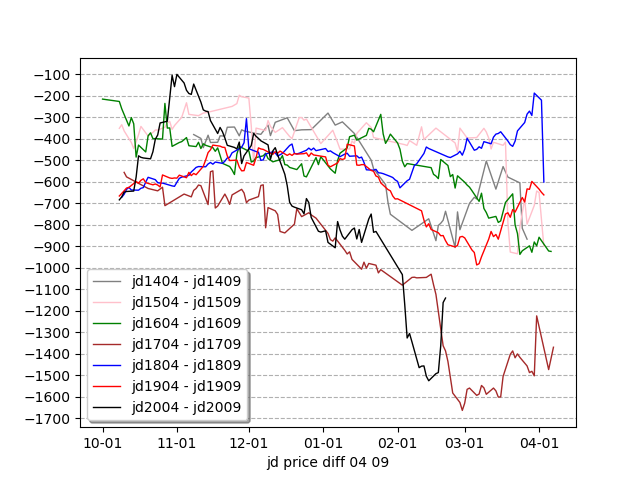 −100
−200
−300
−400
−500
−600
−700
−800
−900
−1000
−1100
−1200
−1300
−1400
−1500
−1600
−1700
jd1404 - jd1409
jd1504 - jd1509
jd1604 - jd1609
jd1704 - jd1709
jd1804 - jd1809
jd1904 - jd1909
jd2004 - jd2009
10-01 11-01 12-01 01-01 02-01 03-01 04-01
jd price diff 04 09